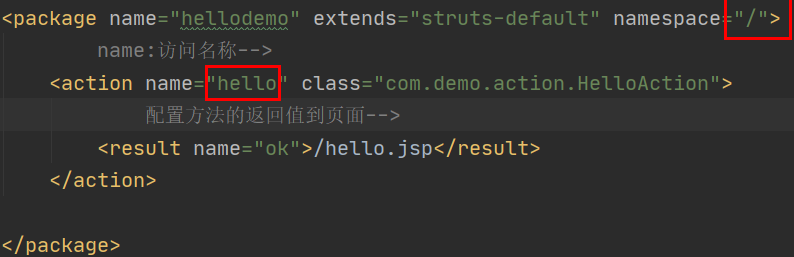 <package name="hellodemo" extends="struts-default" namespace="/">
name:访问名称-->
<action name="hello" class="com.demo.action.HelloAction">
配置方法的返回值到页面-->
<result name="ok">/hello.jsp</result>
</action>
</package>